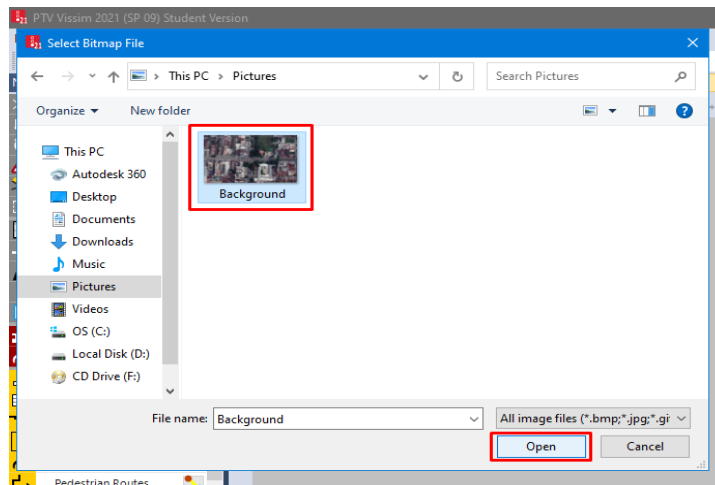 PTV Vissim 2021 (SP 09) Student Version
Select Bitmap File
This PC > Pictures
Search Pictures
Organize
New folder
This PC
Autodesk 360
Desktop
Documents
Downloads
Music
Pictures
Videos
OS (C:)
Local Disk (D:)
CD Drive (F:)
Background
File name: Background
All image files (*.bmp;*.jpg;*.gi
Open
Cancel
Pedestrian Routes